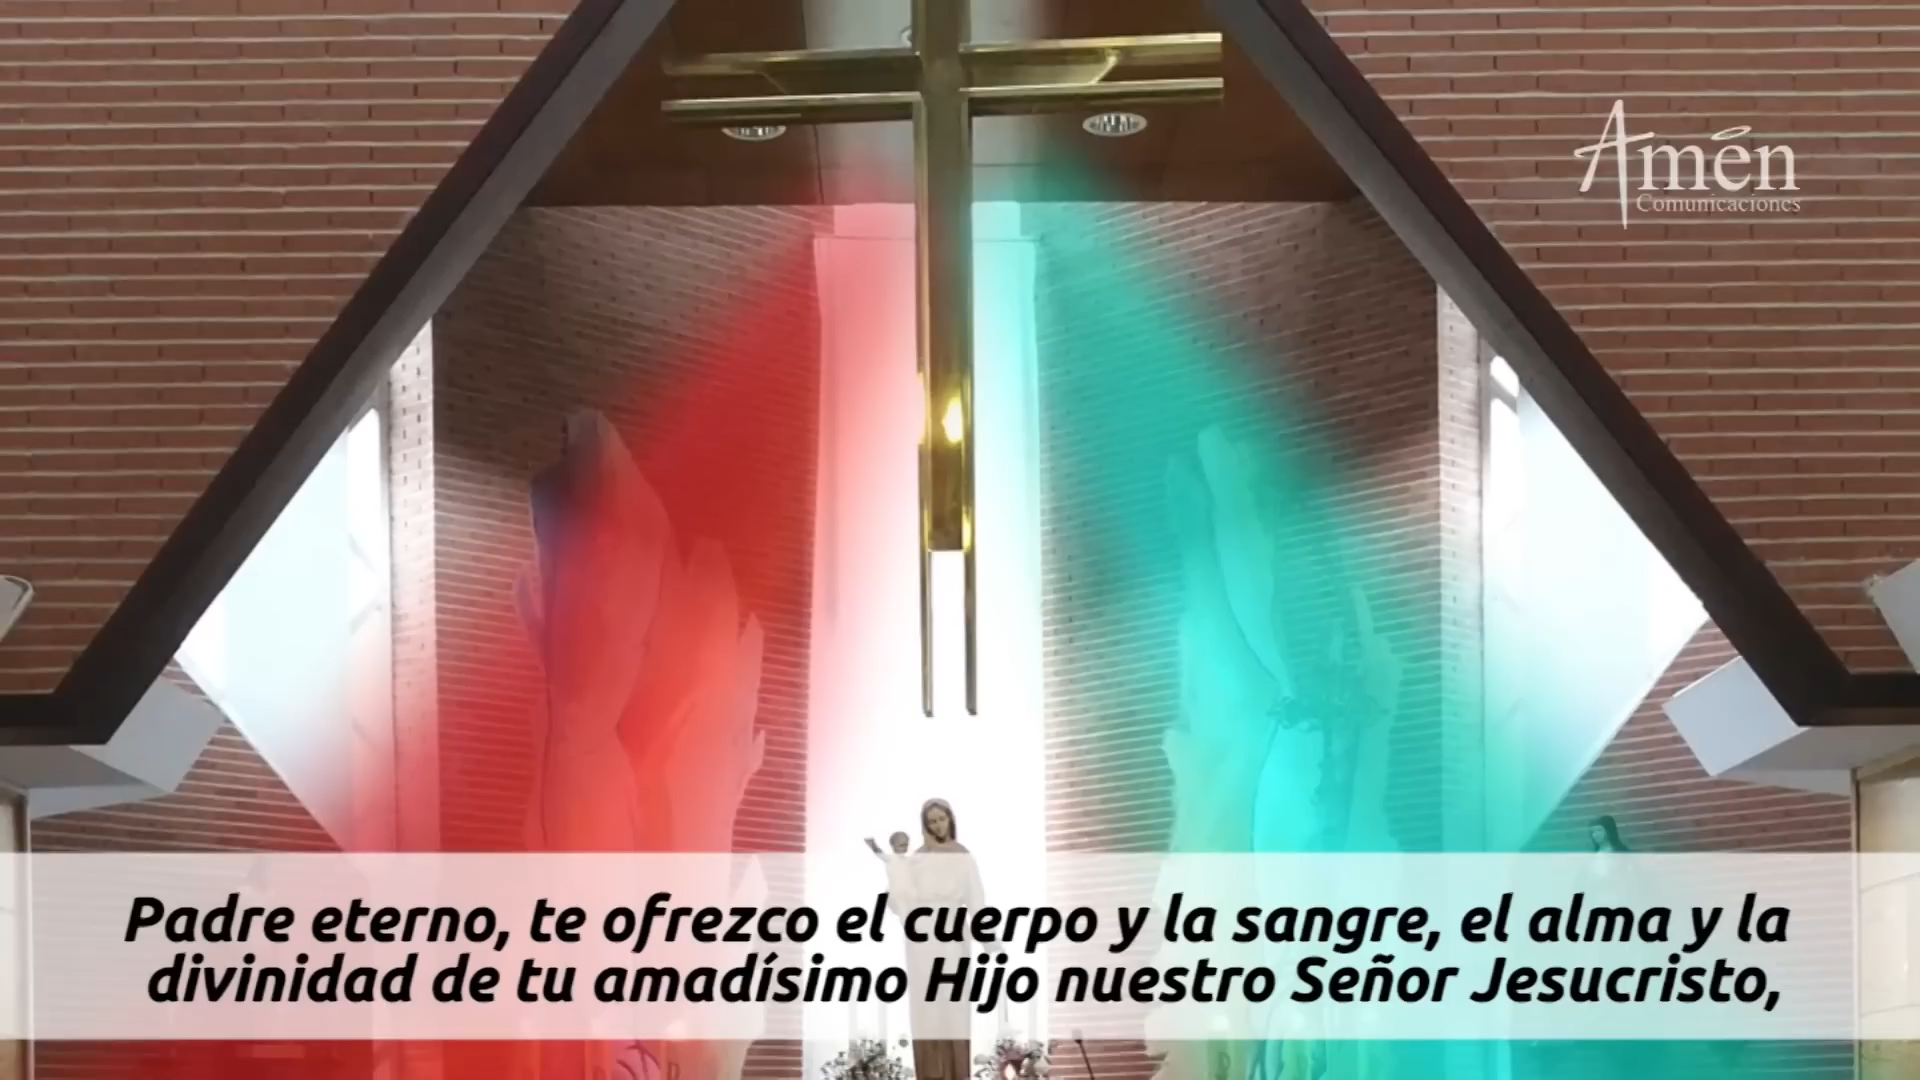 Amén
Comunicaciones
Padre eterno, te ofrezco el cuerpo y la sangre, el alma y la
divinidad de tu amadísimo Hijo nuestro Señor Jesucristo,